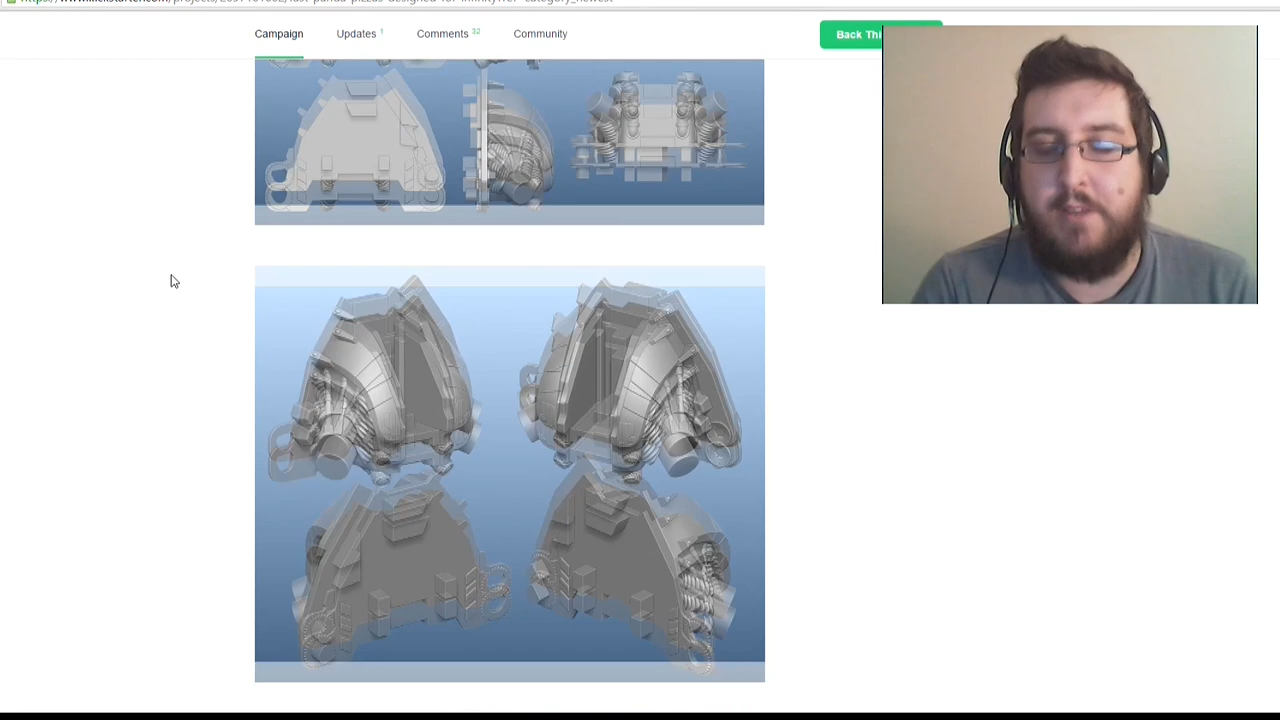 Campaign
Updates 1
Comments 32
Community
Back Thi